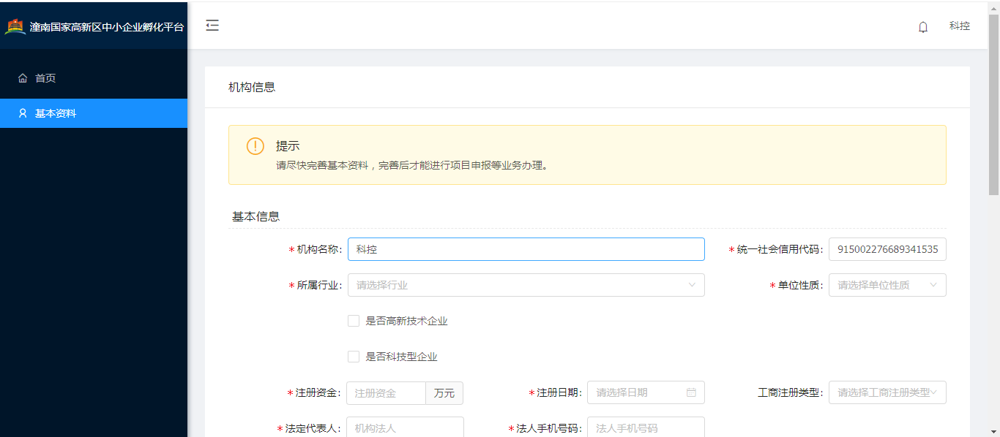 潼南国家高新区中小企业孵化平台
科控
首页
基本资料
机构信息
提示
请尽快完善基本资料，完善后才能进行项目申报等业务办理。
基本信息
* 机构名称: 科控 * 统一社会信用代码: 915002276689341535
* 所属行业: 请选择行业 * 单位性质: 请选择单位性质
是否高新技术企业
是否科技型企业
* 注册资金: 注册资金 万元 * 注册日期: 请选择日期 工商注册类型: 请选择工商注册类型
* 法定代表人: 机构法人 * 法人手机号码: 法人手机号码